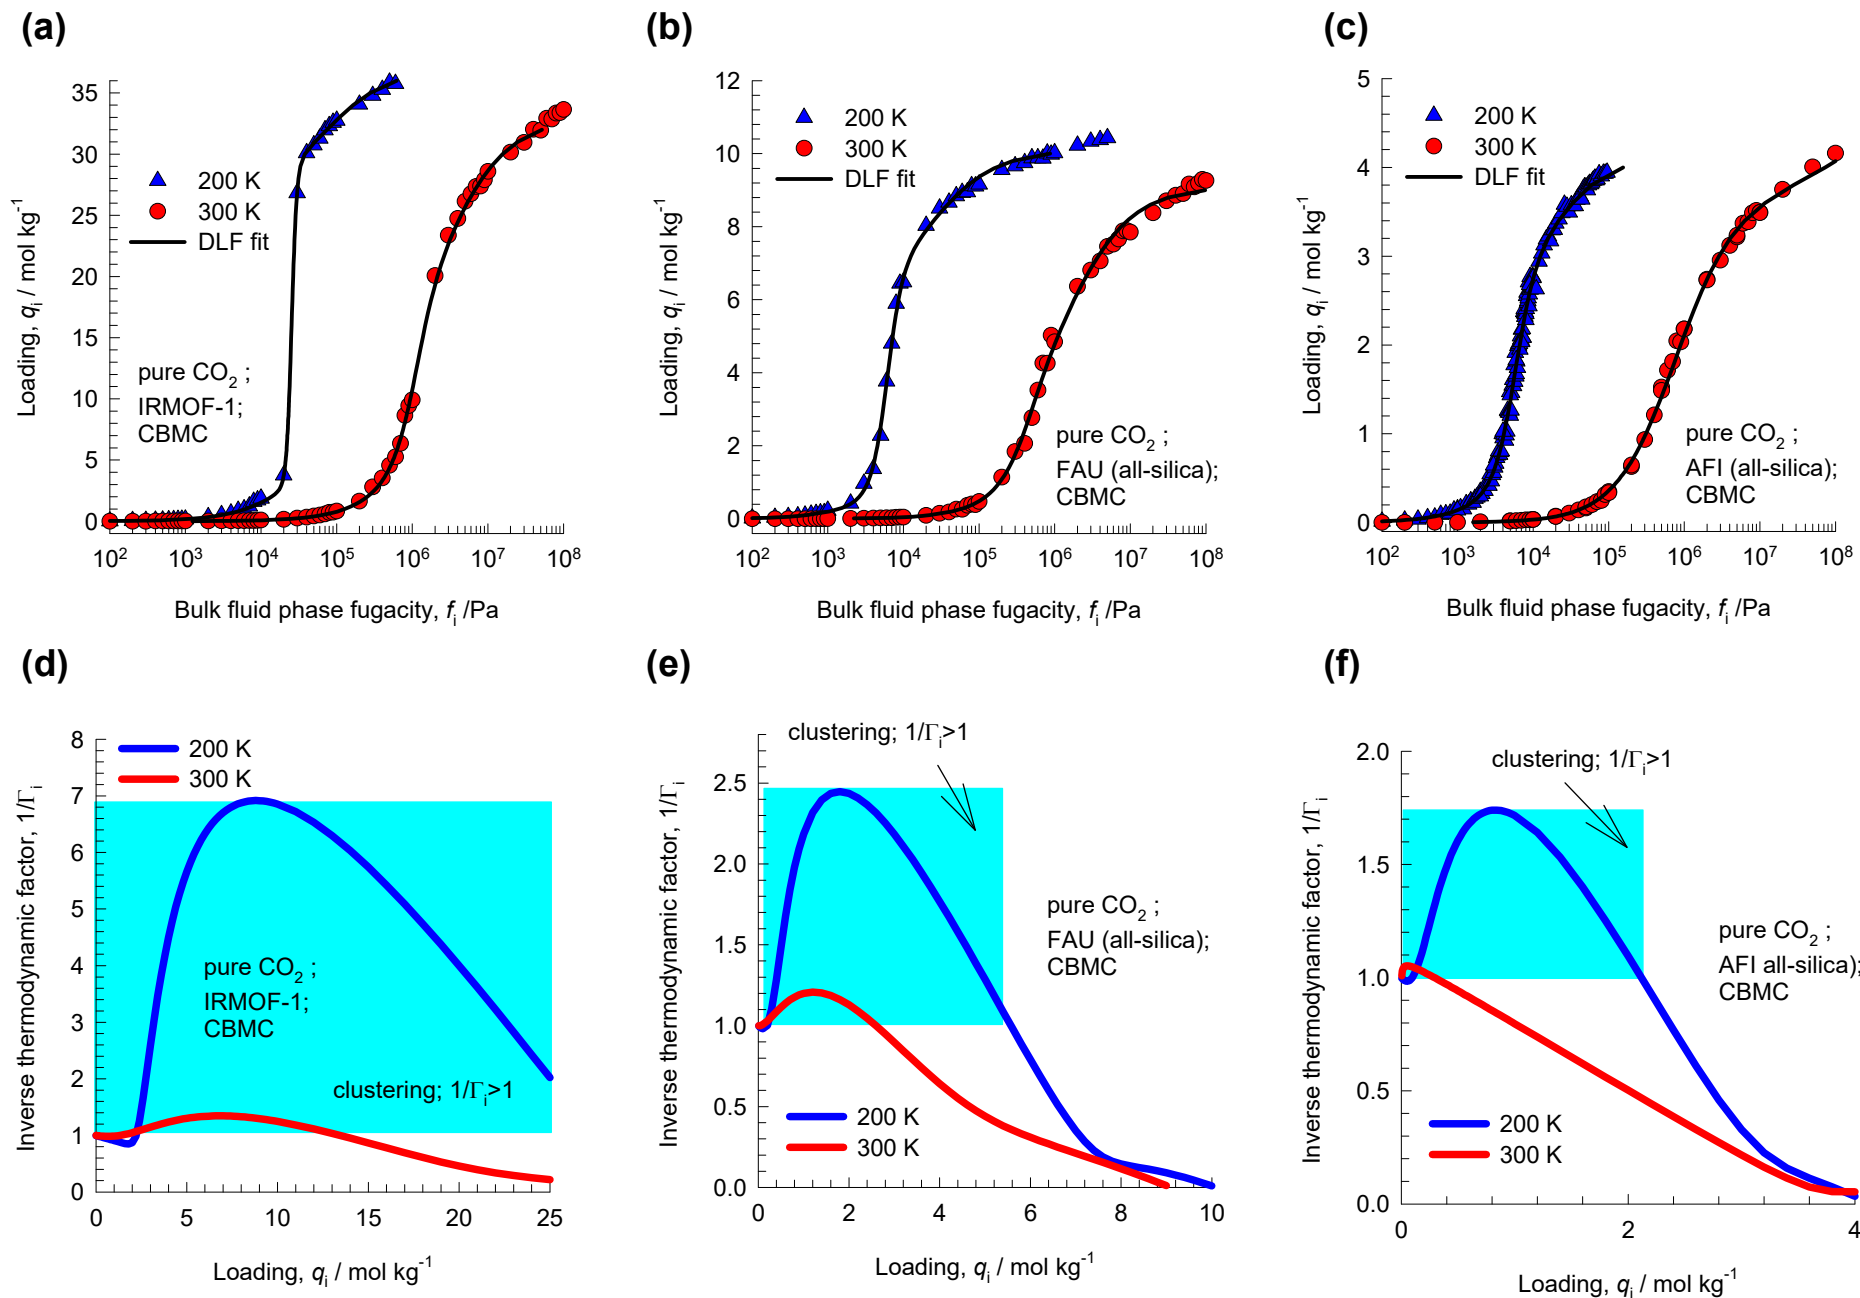 (a)
35
30
25
20
15
10
5
0
Loading, qi / mol kg-1
200 K
300 K
DLF fit
pure CO2 ;
IRMOF-1;
CBMC
10^2 10^3 10^4 10^5 10^6 10^7 10^8
Bulk fluid phase fugacity, fi /Pa
(b)
12
10
8
6
4
2
0
Loading, qi / mol kg-1
200 K
300 K
DLF fit
pure CO2 ;
FAU (all-silica);
CBMC
10^2 10^3 10^4 10^5 10^6 10^7 10^8
Bulk fluid phase fugacity, fi /Pa
(c)
5
4
3
2
1
0
Loading, qi / mol kg-1
200 K
300 K
DLF fit
pure CO2 ;
AFI (all-silica);
CBMC
10^2 10^3 10^4 10^5 10^6 10^7 10^8
Bulk fluid phase fugacity, fi /Pa
(d)
8
7
6
5
4
3
2
1
0
Inverse thermodynamic factor, 1/Γi
200 K
300 K
pure CO2 ;
IRMOF-1;
CBMC
clustering; 1/Γi>1
0 5 10 15 20 25
Loading, qi / mol kg-1
(e)
clustering; 1/Γi>1
2.5
2.0
1.5
1.0
0.5
0.0
Inverse thermodynamic factor, 1/Γi
pure CO2 ;
FAU (all-silica);
CBMC
200 K
300 K
0 2 4 6 8 10
Loading, qi / mol kg-1
(f)
2.0
1.5
1.0
0.5
0.0
Inverse thermodynamic factor, 1/Γi
clustering; 1/Γi>1
pure CO2 ;
AFI all-silica);
CBMC
200 K
300 K
0 2 4
Loading, qi / mol kg-1